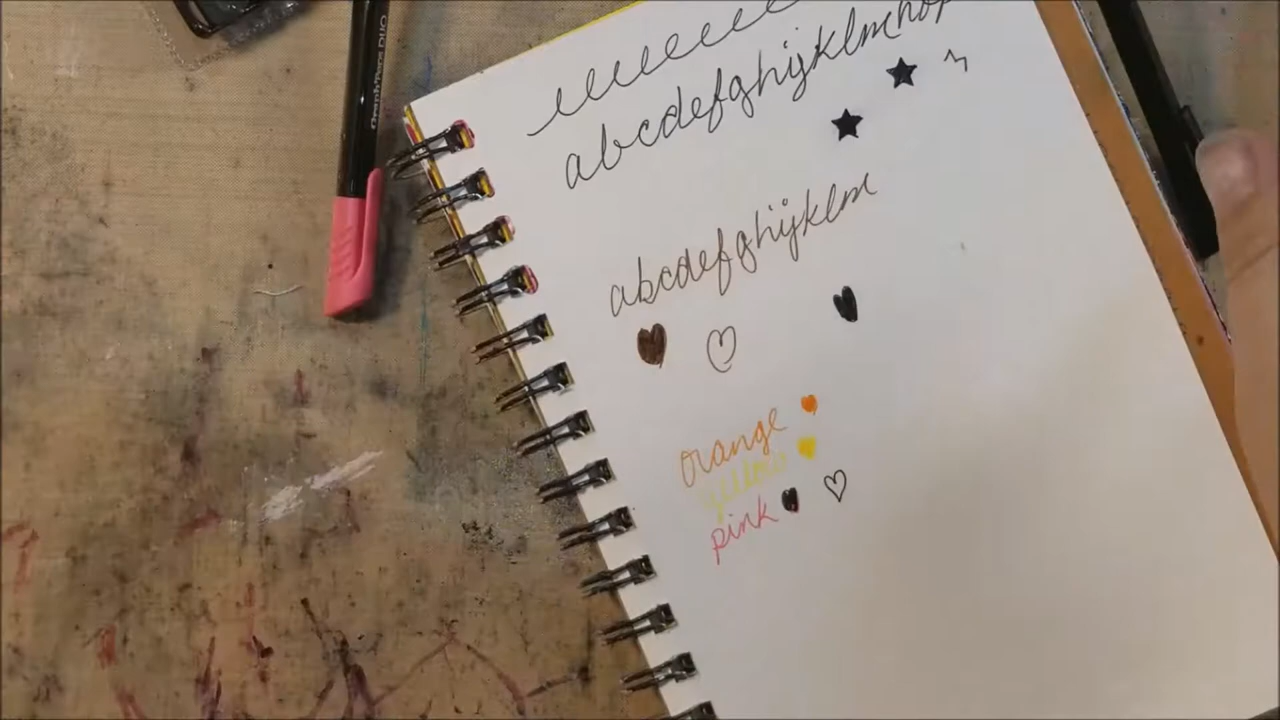 abcdefghijklmnop
abcdefghijklm
orange
yellow
pink